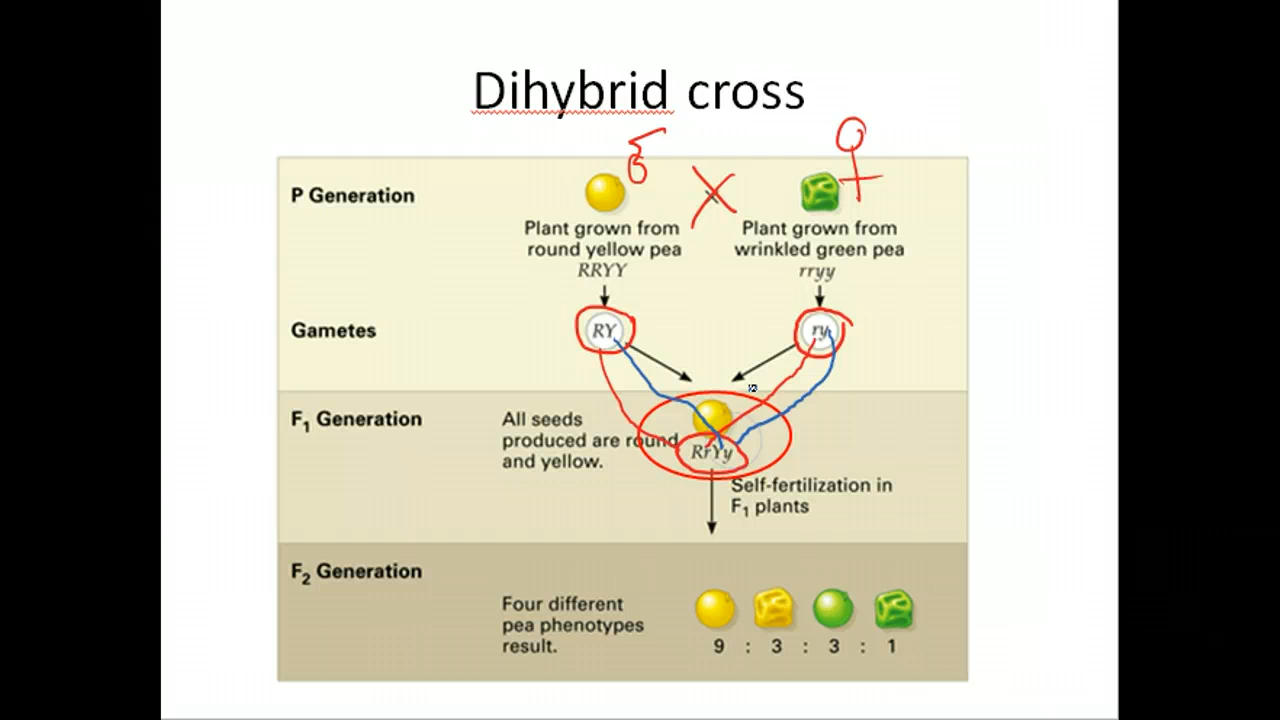 Dihybrid cross
P Generation
Plant grown from
round yellow pea
RRYY
×
Plant grown from
wrinkled green pea
rryy
Gametes
RY
ry
F₁ Generation
All seeds
produced are round
and yellow.
RrYy
Self-fertilization in
F₁ plants
F₂ Generation
Four different
pea phenotypes
result.
9 : 3 : 3 : 1